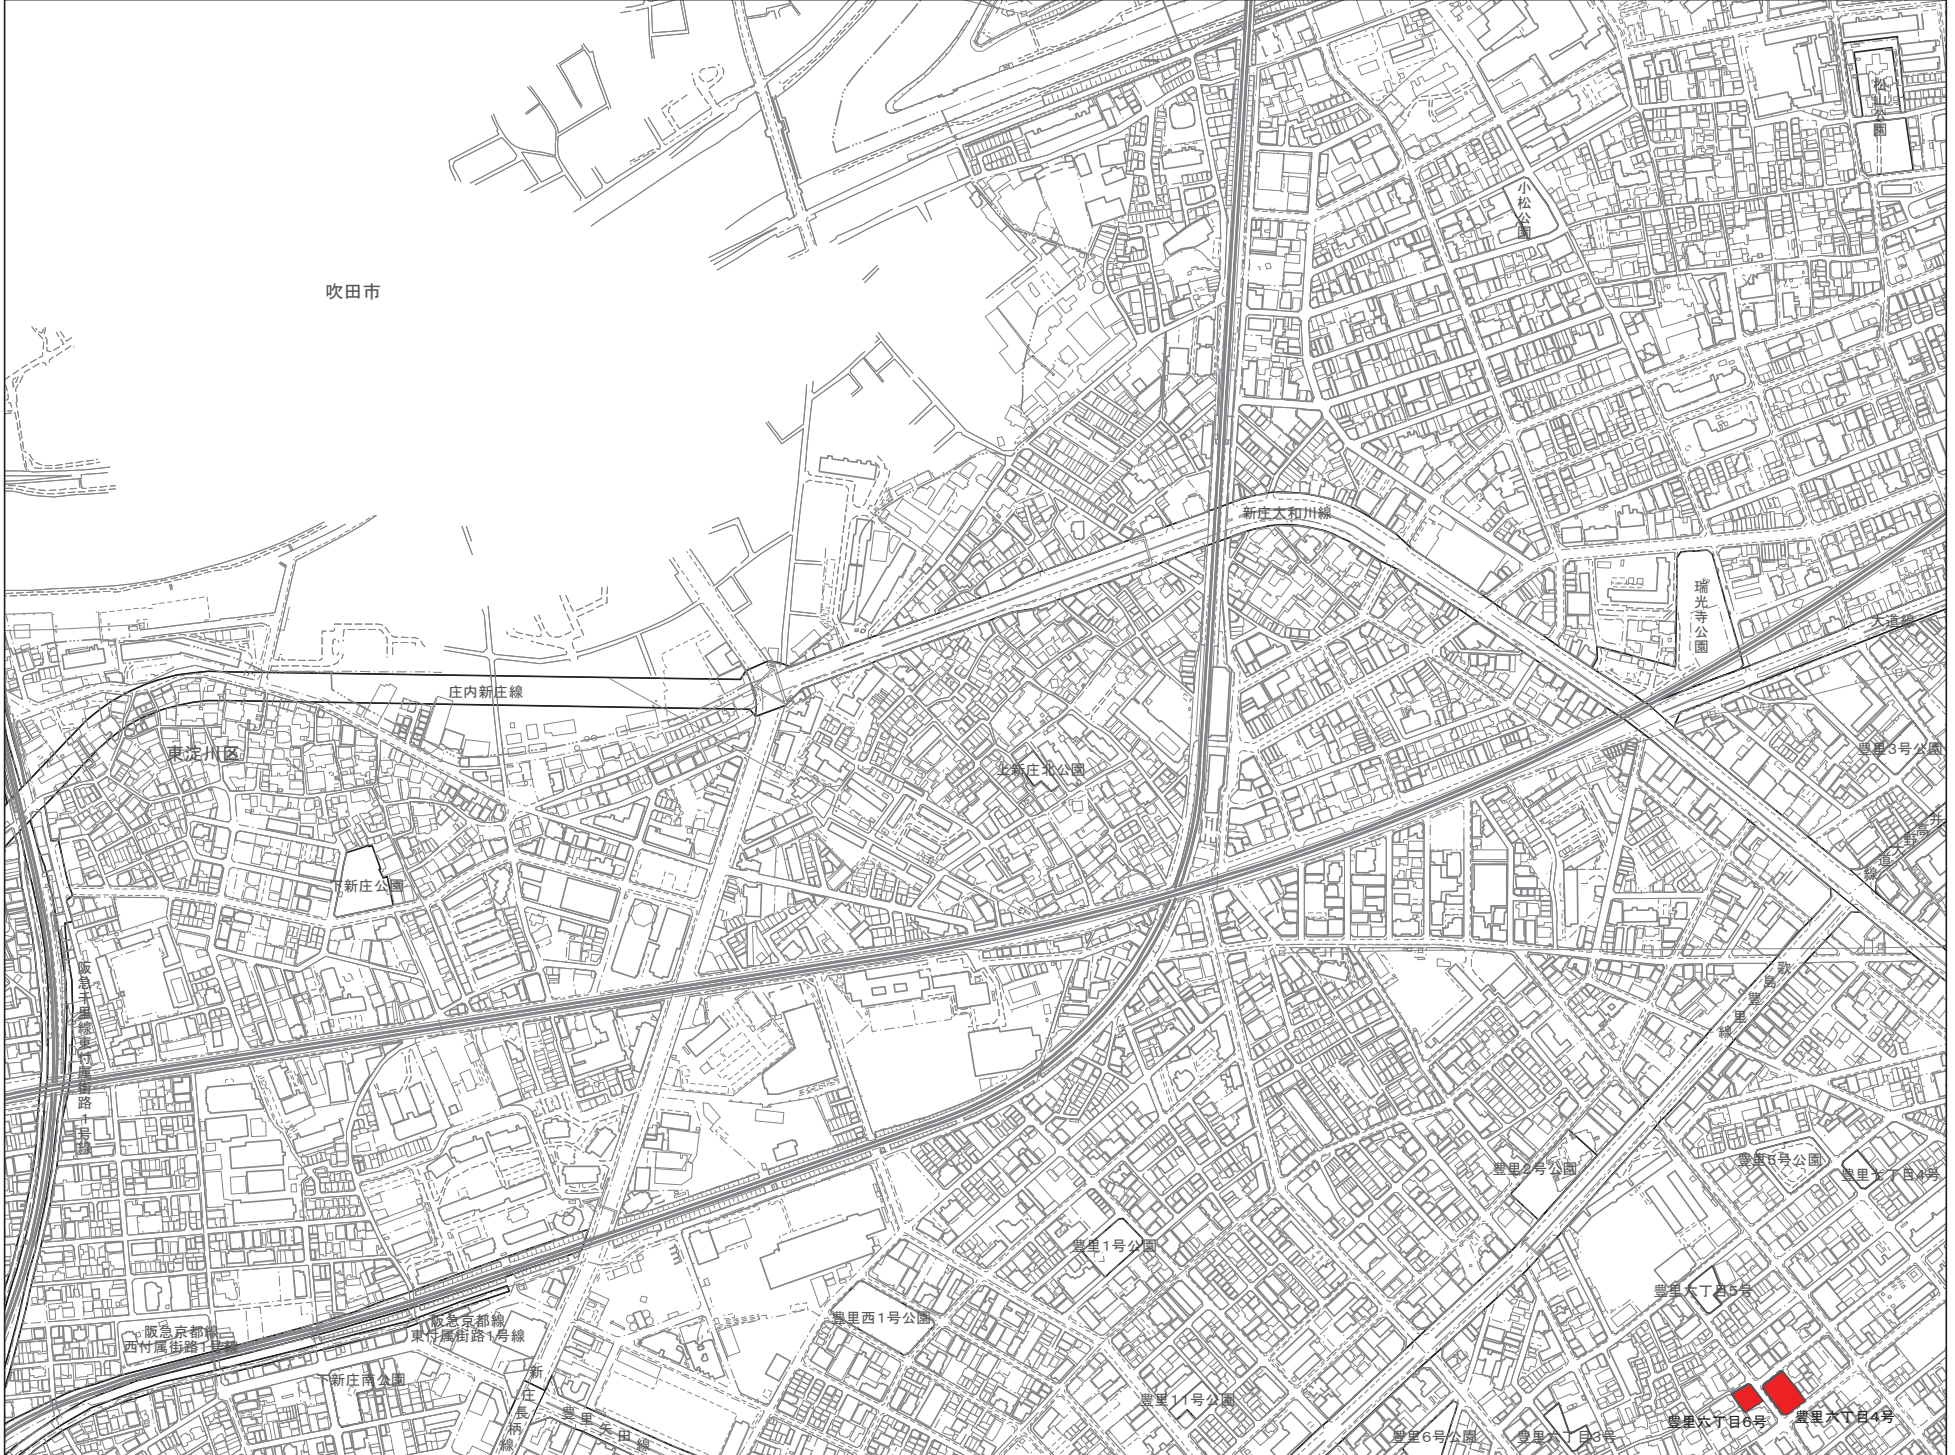 松山公園
小松公園
吹田市
新庄大和川線
瑞光寺公園
大道線
庄内新庄線
東淀川区
豊里3号公園
上新庄北公園
井高野大道線
下新庄公園
阪急千里線東付属街路1号線
歌島豊里線
豊里5号公園
豊里2号公園
豊里七丁目4号
豊里1号公園
豊里六丁目5号
豊里西1号公園
阪急京都線
東付属街路1号線
阪急京都線
西付属街路1号線
下新庄南公園
新庄長柄線
豊里矢田線
豊里11号公園
豊里六丁目4号
豊里六丁目6号
豊里6号公園
豊里六丁目3号